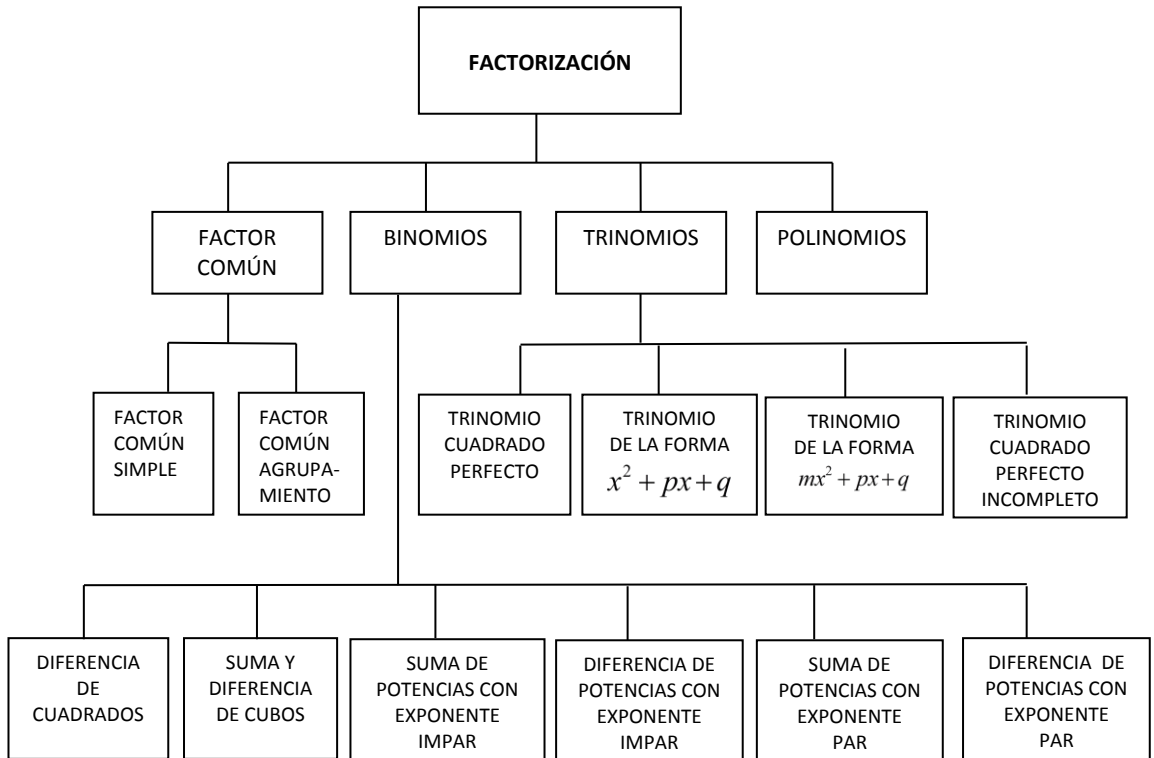 FACTORIZACIÓN
FACTOR
COMÚN
BINOMIOS
TRINOMIOS
POLINOMIOS
FACTOR
COMÚN
SIMPLE
FACTOR
COMÚN
AGRUPA-
MIENTO
TRINOMIO
CUADRADO
PERFECTO
TRINOMIO
DE LA FORMA
x² + px + q
TRINOMIO
DE LA FORMA
mx² + px + q
TRINOMIO
CUADRADO
PERFECTO
INCOMPLETO
DIFERENCIA
DE
CUADRADOS
SUMA Y
DIFERENCIA
DE CUBOS
SUMA DE
POTENCIAS CON
EXPONENTE
IMPAR
DIFERENCIA DE
POTENCIAS CON
EXPONENTE
IMPAR
SUMA DE
POTENCIAS CON
EXPONENTE
PAR
DIFERENCIA DE
POTENCIAS CON
EXPONENTE
PAR